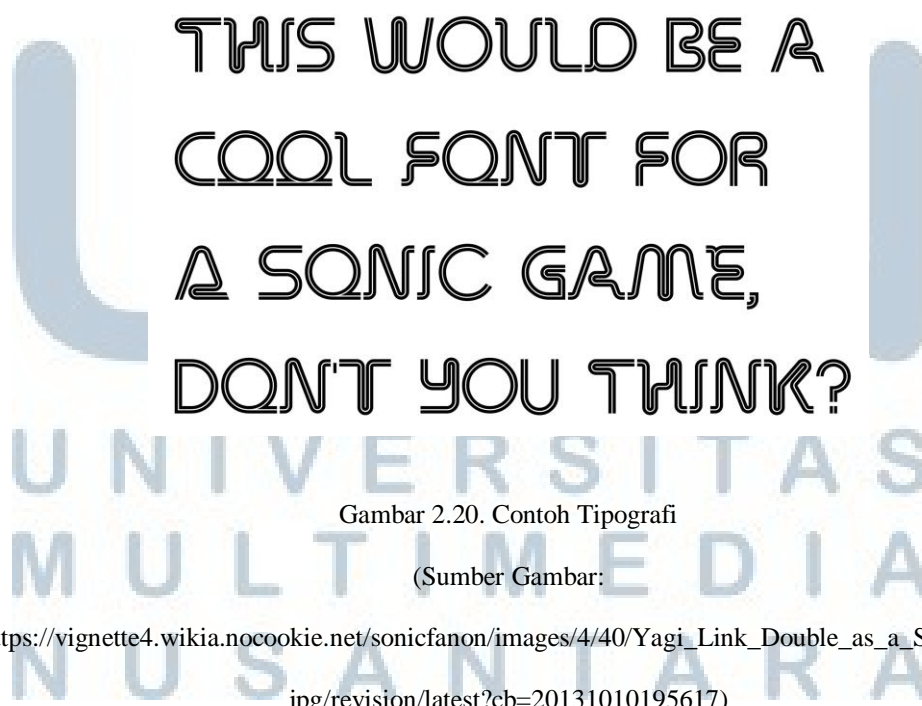 THIS WOULD BE A
COOL FONT FOR
A SONIC GAME,
DON'T YOU THINK?
UNIVERSITAS
Gambar 2.20. Contoh Tipografi
MULTIMEDIA
(Sumber Gambar:
tps://vignette4.wikia.nocookie.net/sonicfanon/images/4/40/Yagi_Link_Double_as_a_S
NUSANTARA
jpg/revision/latest?cb=20131010195617)